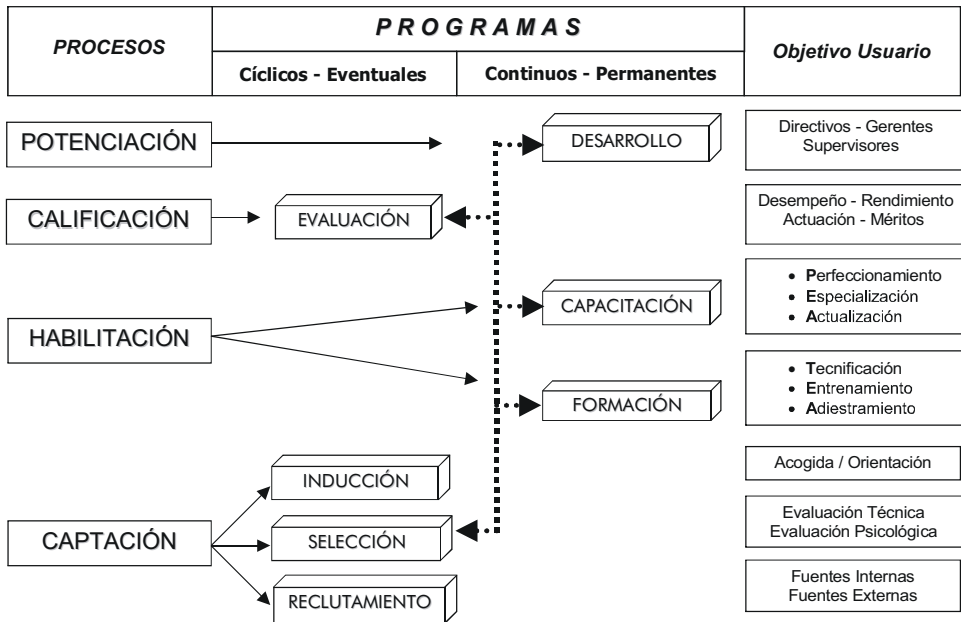 PROCESOS
PROGRAMAS
Cíclicos - Eventuales
Continuos - Permanentes
Objetivo Usuario
POTENCIACIÓN
DESARROLLO
Directivos - Gerentes
Supervisores
CALIFICACIÓN
EVALUACIÓN
Desempeño - Rendimiento
Actuación - Méritos
HABILITACIÓN
CAPACITACIÓN
• Perfeccionamiento
• Especialización
• Actualización
FORMACIÓN
• Tecnificación
• Entrenamiento
• Adiestramiento
CAPTACIÓN
INDUCCIÓN
Acogida / Orientación
SELECCIÓN
Evaluación Técnica
Evaluación Psicológica
RECLUTAMIENTO
Fuentes Internas
Fuentes Externas